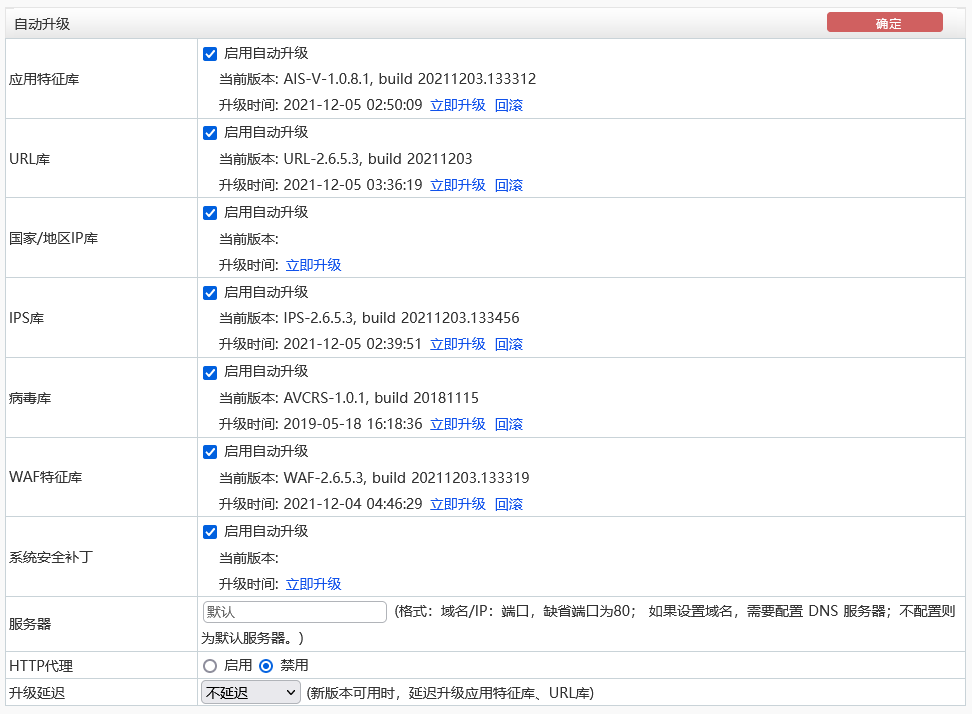 自动升级 确定
应用特征库
启用自动升级
当前版本: AIS-V-1.0.8.1, build 20211203.133312
升级时间: 2021-12-05 02:50:09 立即升级 回滚
URL库
启用自动升级
当前版本: URL-2.6.5.3, build 20211203
升级时间: 2021-12-05 03:36:19 立即升级 回滚
国家/地区IP库
启用自动升级
当前版本:
升级时间: 立即升级
IPS库
启用自动升级
当前版本: IPS-2.6.5.3, build 20211203.133456
升级时间: 2021-12-05 02:39:51 立即升级 回滚
病毒库
启用自动升级
当前版本: AVCRS-1.0.1, build 20181115
升级时间: 2019-05-18 16:18:36 立即升级 回滚
WAF特征库
启用自动升级
当前版本: WAF-2.6.5.3, build 20211203.133319
升级时间: 2021-12-04 04:46:29 立即升级 回滚
系统安全补丁
启用自动升级
当前版本:
升级时间: 立即升级
服务器
默认 (格式：域名/IP：端口，缺省端口为80； 如果设置域名，需要配置 DNS 服务器；不配置则
为默认服务器。)
HTTP代理 启用 禁用
升级延迟 不延迟 (新版本可用时，延迟升级应用特征库、URL库)